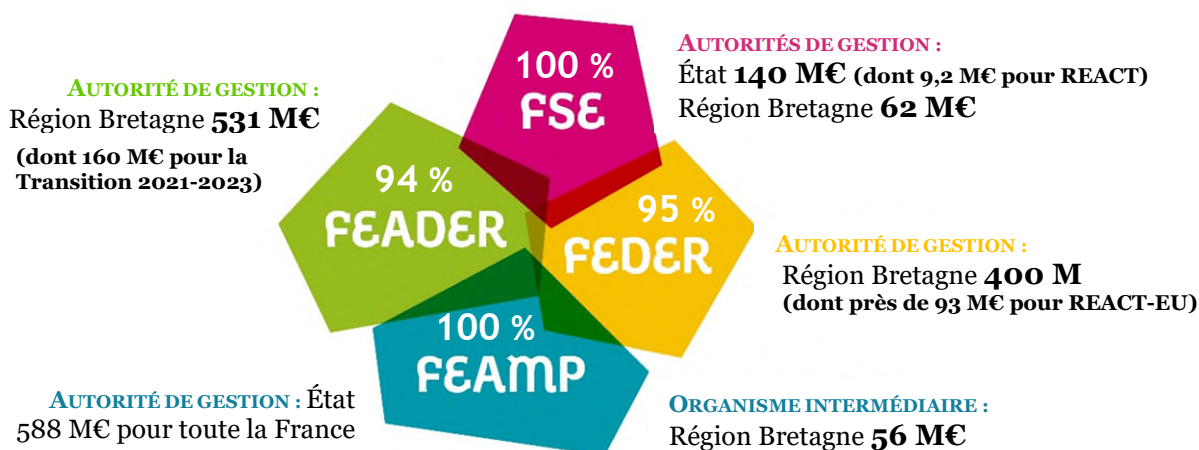 100 %
FSE
AUTORITÉS DE GESTION :
État 140 M€ (dont 9,2 M€ pour REACT)
Région Bretagne 62 M€
AUTORITÉ DE GESTION :
Région Bretagne 531 M€
(dont 160 M€ pour la
Transition 2021-2023)
94 %
FEADER
95 %
FEDER
AUTORITÉ DE GESTION :
Région Bretagne 400 M
(dont près de 93 M€ pour REACT-EU)
100 %
FEAMP
AUTORITÉ DE GESTION : État
588 M€ pour toute la France
ORGANISME INTERMÉDIAIRE :
Région Bretagne 56 M€